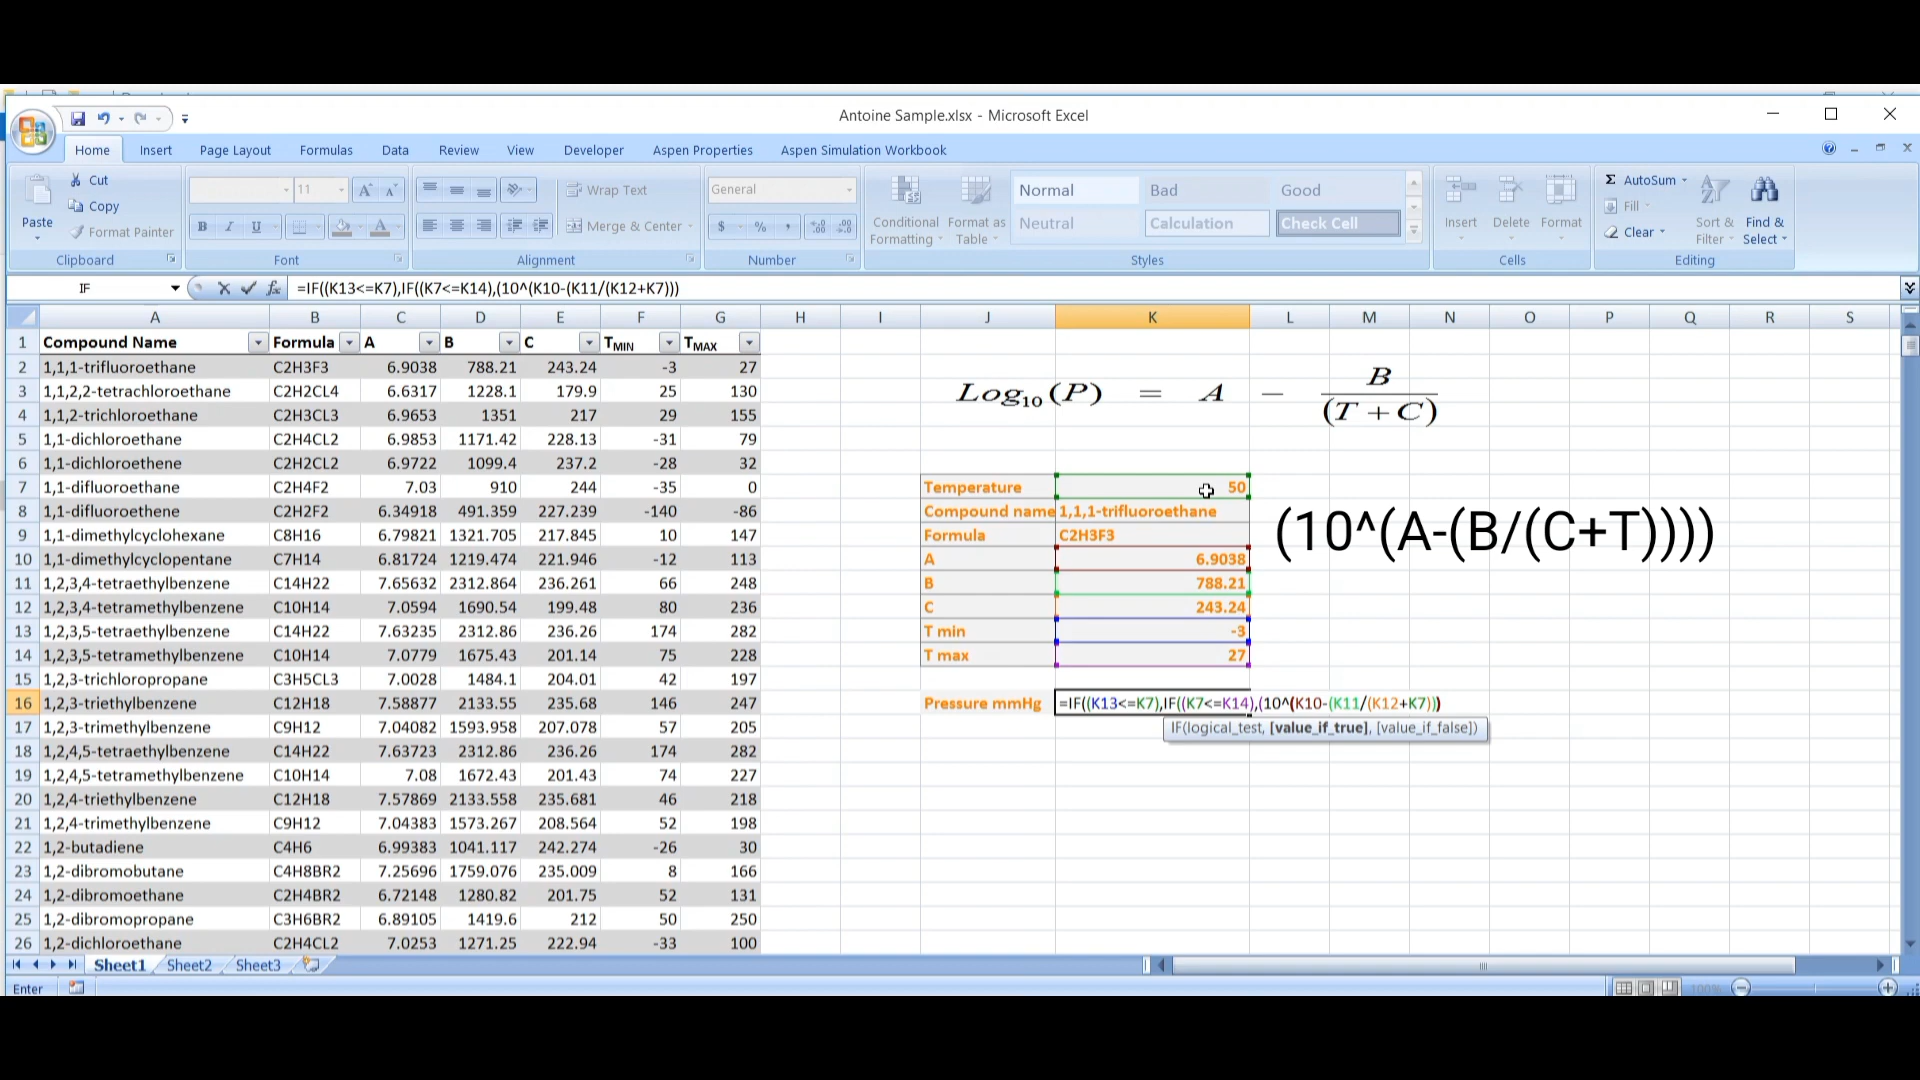 Antoine Sample.xlsx - Microsoft Excel
Home Insert Page Layout Formulas Data Review View Developer Aspen Properties Aspen Simulation Workbook
Paste Cut Copy Format Painter Clipboard
11 B I U Font
Wrap Text Merge & Center Alignment
General $ % , Number
Conditional Formatting Format as Table Normal Bad Good Neutral Calculation Check Cell Styles
Insert Delete Format Cells
Σ AutoSum Fill Clear Sort & Filter Find & Select Editing
IF =IF((K13<=K7),IF((K7<=K14),(10^(K10-(K11/(K12+K7)))
A B C D E F G H I J K L M N O P Q R S
1 Compound Name Formula A B C TMIN TMAX
2 1,1,1-trifluoroethane C2H3F3 6.9038 788.21 243.24 -3 27
3 1,1,2,2-tetrachloroethane C2H2CL4 6.6317 1228.1 179.9 25 130
4 1,1,2-trichloroethane C2H3CL3 6.9653 1351 217 29 155
5 1,1-dichloroethane C2H4CL2 6.9853 1171.42 228.13 -31 79
6 1,1-dichloroethene C2H2CL2 6.9722 1099.4 237.2 -28 32
7 1,1-difluoroethane C2H4F2 7.03 910 244 -35 0
8 1,1-difluoroethene C2H2F2 6.34918 491.359 227.239 -140 -86
9 1,1-dimethylcyclohexane C8H16 6.79821 1321.705 217.845 10 147
10 1,1-dimethylcyclopentane C7H14 6.81724 1219.474 221.946 -12 113
11 1,2,3,4-tetraethylbenzene C14H22 7.65632 2312.864 236.261 66 248
12 1,2,3,4-tetramethylbenzene C10H14 7.0594 1690.54 199.48 80 236
13 1,2,3,5-tetraethylbenzene C14H22 7.63235 2312.86 236.26 174 282
14 1,2,3,5-tetramethylbenzene C10H14 7.0779 1675.43 201.14 75 228
15 1,2,3-trichloropropane C3H5CL3 7.0028 1484.1 204.01 42 197
16 1,2,3-triethylbenzene C12H18 7.58877 2133.55 235.68 146 247
17 1,2,3-trimethylbenzene C9H12 7.04082 1593.958 207.078 57 205
18 1,2,4,5-tetraethylbenzene C14H22 7.63723 2312.86 236.26 174 282
19 1,2,4,5-tetramethylbenzene C10H14 7.08 1672.43 201.43 74 227
20 1,2,4-triethylbenzene C12H18 7.57869 2133.558 235.681 46 218
21 1,2,4-trimethylbenzene C9H12 7.04383 1573.267 208.564 52 198
22 1,2-butadiene C4H6 6.99383 1041.117 242.274 -26 30
23 1,2-dibromobutane C4H8BR2 7.25696 1759.076 235.009 8 166
24 1,2-dibromoethane C2H4BR2 6.72148 1280.82 201.75 52 131
25 1,2-dibromopropane C3H6BR2 6.89105 1419.6 212 50 250
26 1,2-dichloroethane C2H4CL2 7.0253 1271.25 222.94 -33 100
Log10(P) = A - B/(T+C)
Temperature 50
Compound name 1,1,1-trifluoroethane
Formula C2H3F3
A 6.9038
B 788.21
C 243.24
T min -3
T max 27
(10^(A-(B/(C+T))))
Pressure mmHg =IF((K13<=K7),IF((K7<=K14),(10^(K10-(K11/(K12+K7)))
IF(logical_test, [value_if_true], [value_if_false])
Sheet1 Sheet2 Sheet3
Enter 100%